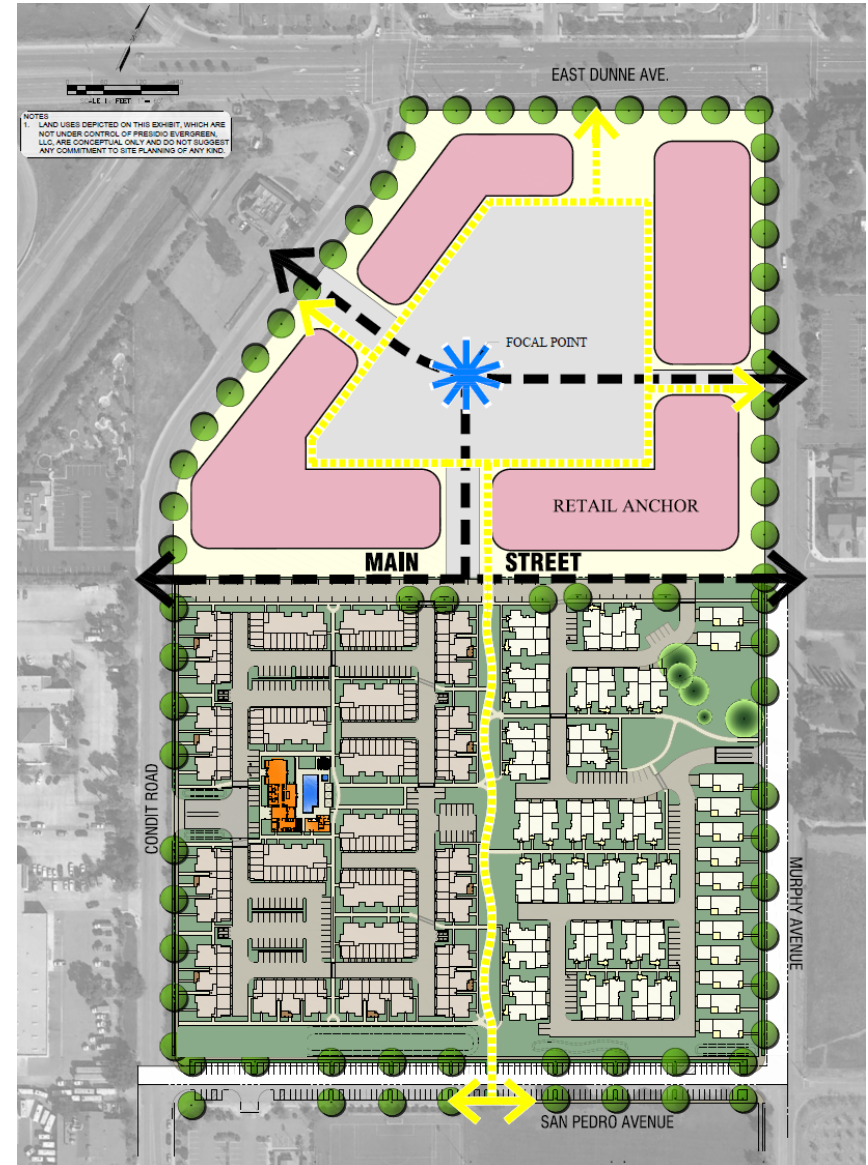 EAST DUNNE AVE.
NOTES
1. LAND USES DEPICTED ON THIS EXHIBIT, WHICH ARE
NOT UNDER CONTROL OF PRESIDIO EVERGREEN,
LLC, ARE CONCEPTUAL ONLY AND DO NOT SUGGEST
ANY COMMITMENT TO SITE PLANNING OF ANY KIND.
FOCAL POINT
RETAIL ANCHOR
MAIN STREET
CONDIT ROAD
MURPHY AVENUE
SAN PEDRO AVENUE